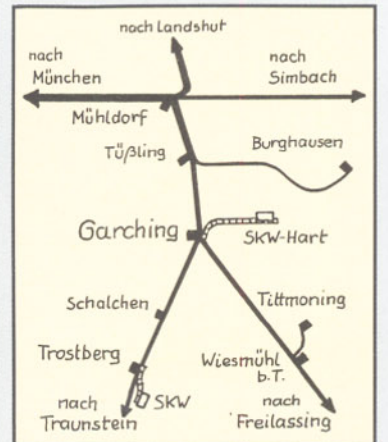 nach Landshut
nach
München
nach
Simbach
Mühldorf
Tüßling
Burghausen
Garching
SKW-Hart
Schalchen
Tittmoning
Trostberg
Wiesmühl
b.T.
SKW
nach
Traunstein
nach
Freilassing